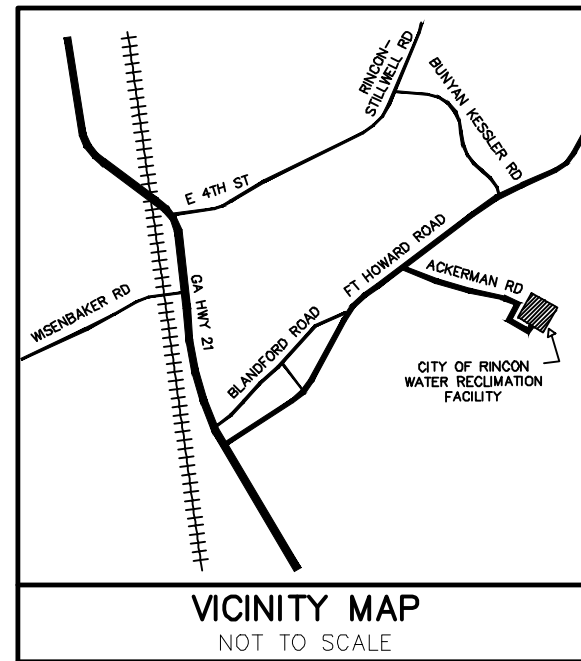 RINCON-
STILLWELL RD
BUNYAN KESSLER RD
E 4TH ST
FT HOWARD ROAD
ACKERMAN RD
WISENBAKER RD
GA HWY 21
BLANDFORD ROAD
CITY OF RINCON
WATER RECLIMATION
FACILITY
VICINITY MAP
NOT TO SCALE